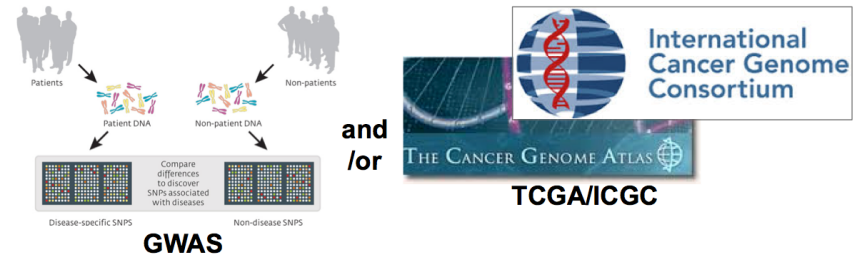 Patients
Non-patients
Patient DNA
Non-patient DNA
Compare
differences
to discover
SNPs associated
with diseases
Disease-specific SNPS
Non-disease SNPS
GWAS
and
/or
International
Cancer Genome
Consortium
THE CANCER GENOME ATLAS
TCGA/ICGC